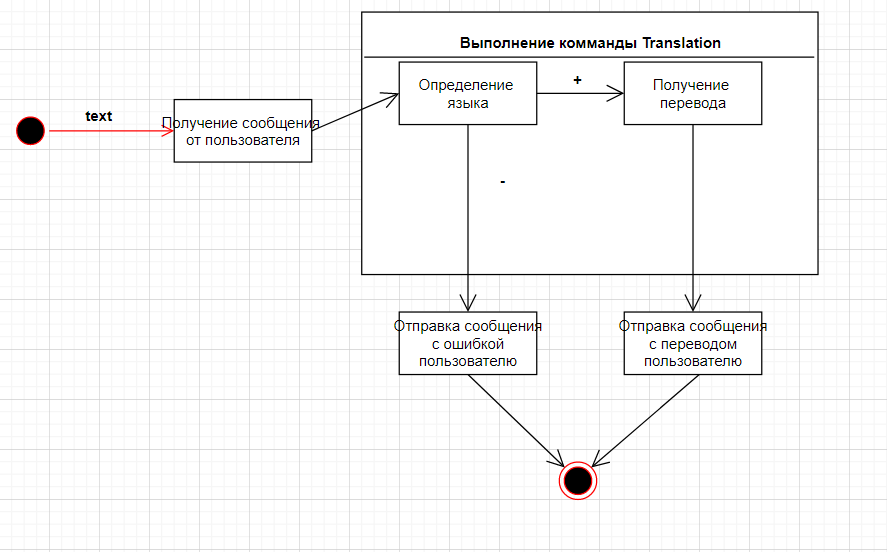 Выполнение комманды Translation
text
Получение сообщения
от пользователя
Определение
языка
+
Получение
перевода
-
Отправка сообщения
с ошибкой
пользователю
Отправка сообщения
с переводом
пользователю